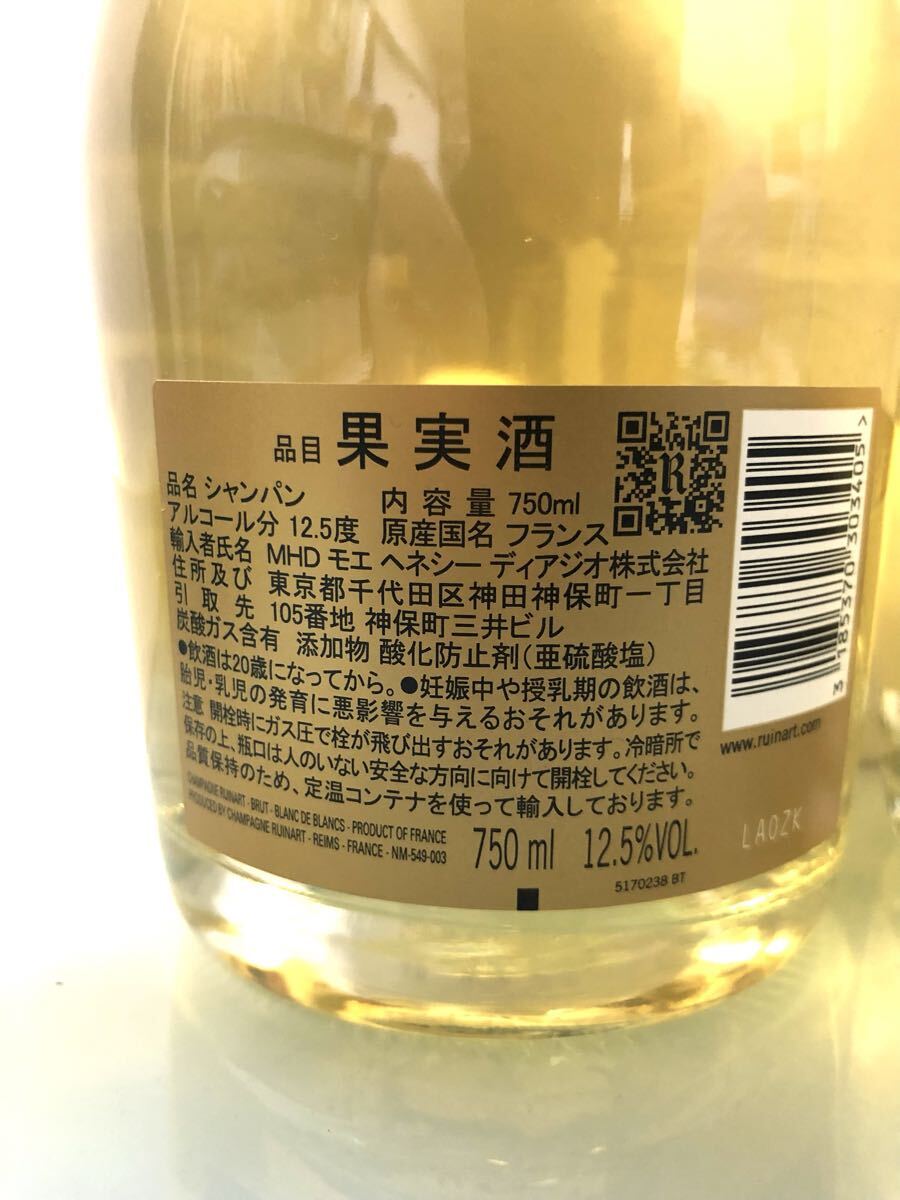 品目 果実酒
品名 シャンパン 内容量 750ml
アルコール分 12.5度 原産国名 フランス
輸入者氏名 MHD モエ ヘネシー ディアジオ株式会社
住所及び 東京都千代田区神田神保町一丁目
引取先 105番地 神保町三井ビル
炭酸ガス含有 添加物 酸化防止剤(亜硫酸塩)
●飲酒は20歳になってから。●妊娠中や授乳期の飲酒は、
胎児・乳児の発育に悪影響を与えるおそれがあります。
注意 開栓時にガス圧で栓が飛び出すおそれがあります。冷暗所で
保存の上、瓶口は人のいない安全な方向に向けて開栓してください。
品質保持のため、定温コンテナを使って輸入しております。
CHAMPAGNE RUINART - BRUT - BLANC DE BLANCS - PRODUCT OF FRANCE
PRODUCED BY CHAMPAGNE RUINART - REIMS - FRANCE - NM-549-003
750 ml 12.5%VOL.
5170238 BT
R
3 185370 303405 >
www.ruinart.com
LA0ZK